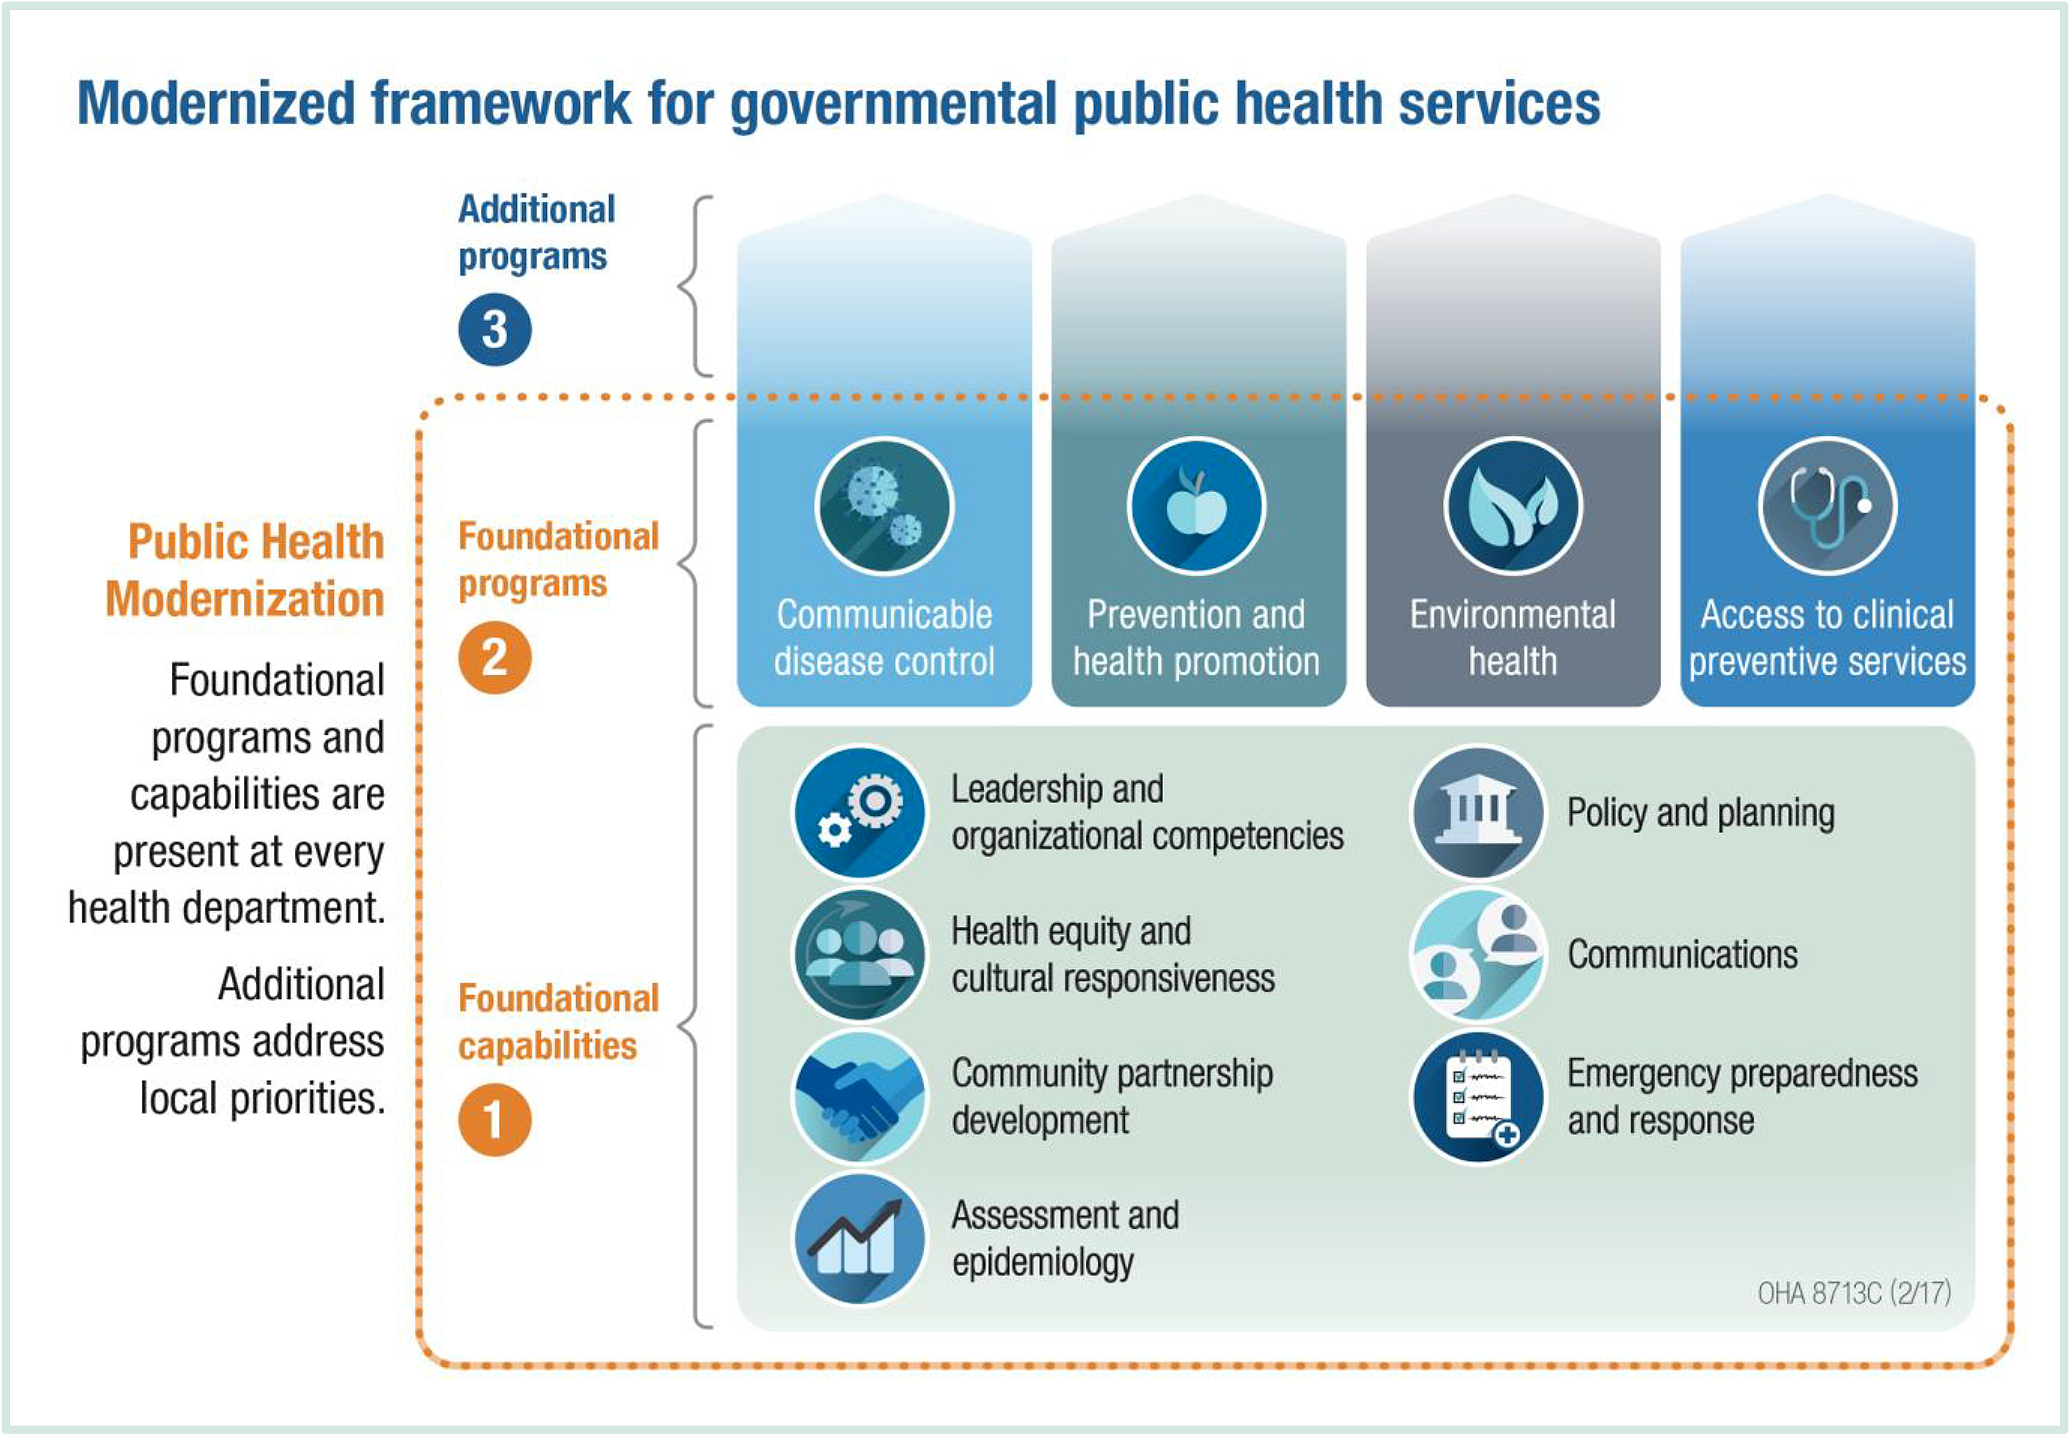 Modernized framework for governmental public health services
Additional
programs
3
Public Health
Modernization
Foundational
programs and
capabilities are
present at every
health department.
Additional
programs address
local priorities.
Foundational
programs
2
Communicable
disease control
Prevention and
health promotion
Environmental
health
Access to clinical
preventive services
Foundational
capabilities
1
Leadership and
organizational competencies
Health equity and
cultural responsiveness
Community partnership
development
Assessment and
epidemiology
Policy and planning
Communications
Emergency preparedness
and response
OHA 8713C (2/17)